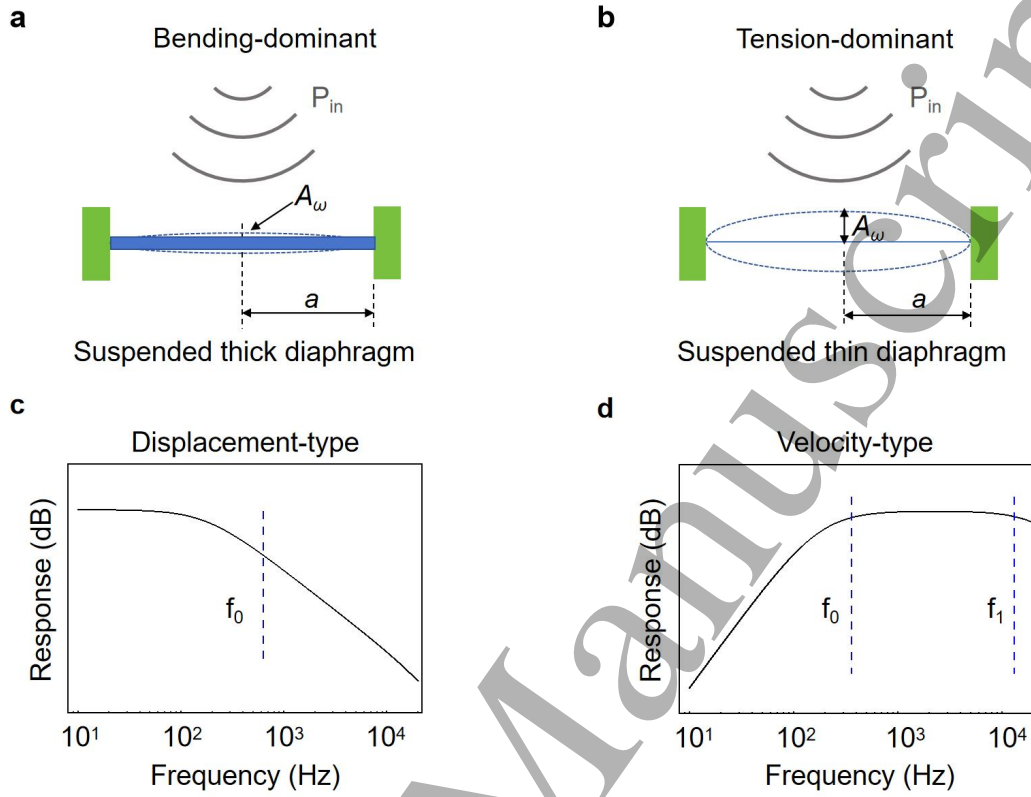 a
Bending-dominant
P_in
A_ω
a
Suspended thick diaphragm
b
Tension-dominant
P_in
A_ω
a
Suspended thin diaphragm
c
Displacement-type
Response (dB)
f_0
10^1 10^2 10^3 10^4
Frequency (Hz)
d
Velocity-type
Response (dB)
f_0
f_1
10^1 10^2 10^3 10^4
Frequency (Hz)
Manuscrip